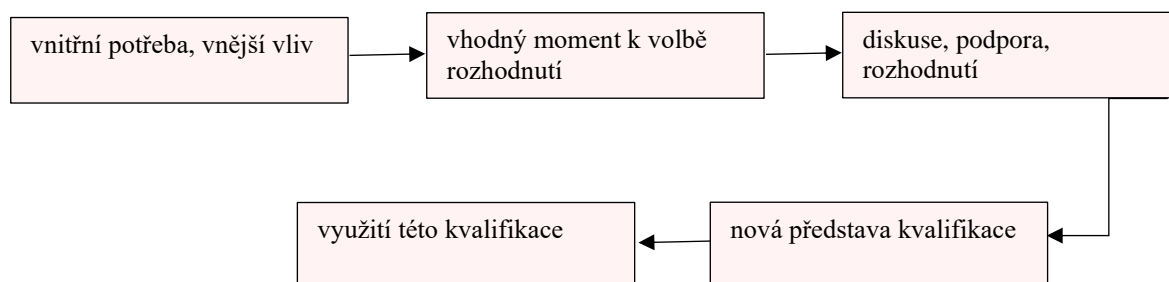 vnitřní potřeba, vnější vliv
vhodný moment k volbě
rozhodnutí
diskuse, podpora,
rozhodnutí
nová představa kvalifikace
využití této kvalifikace